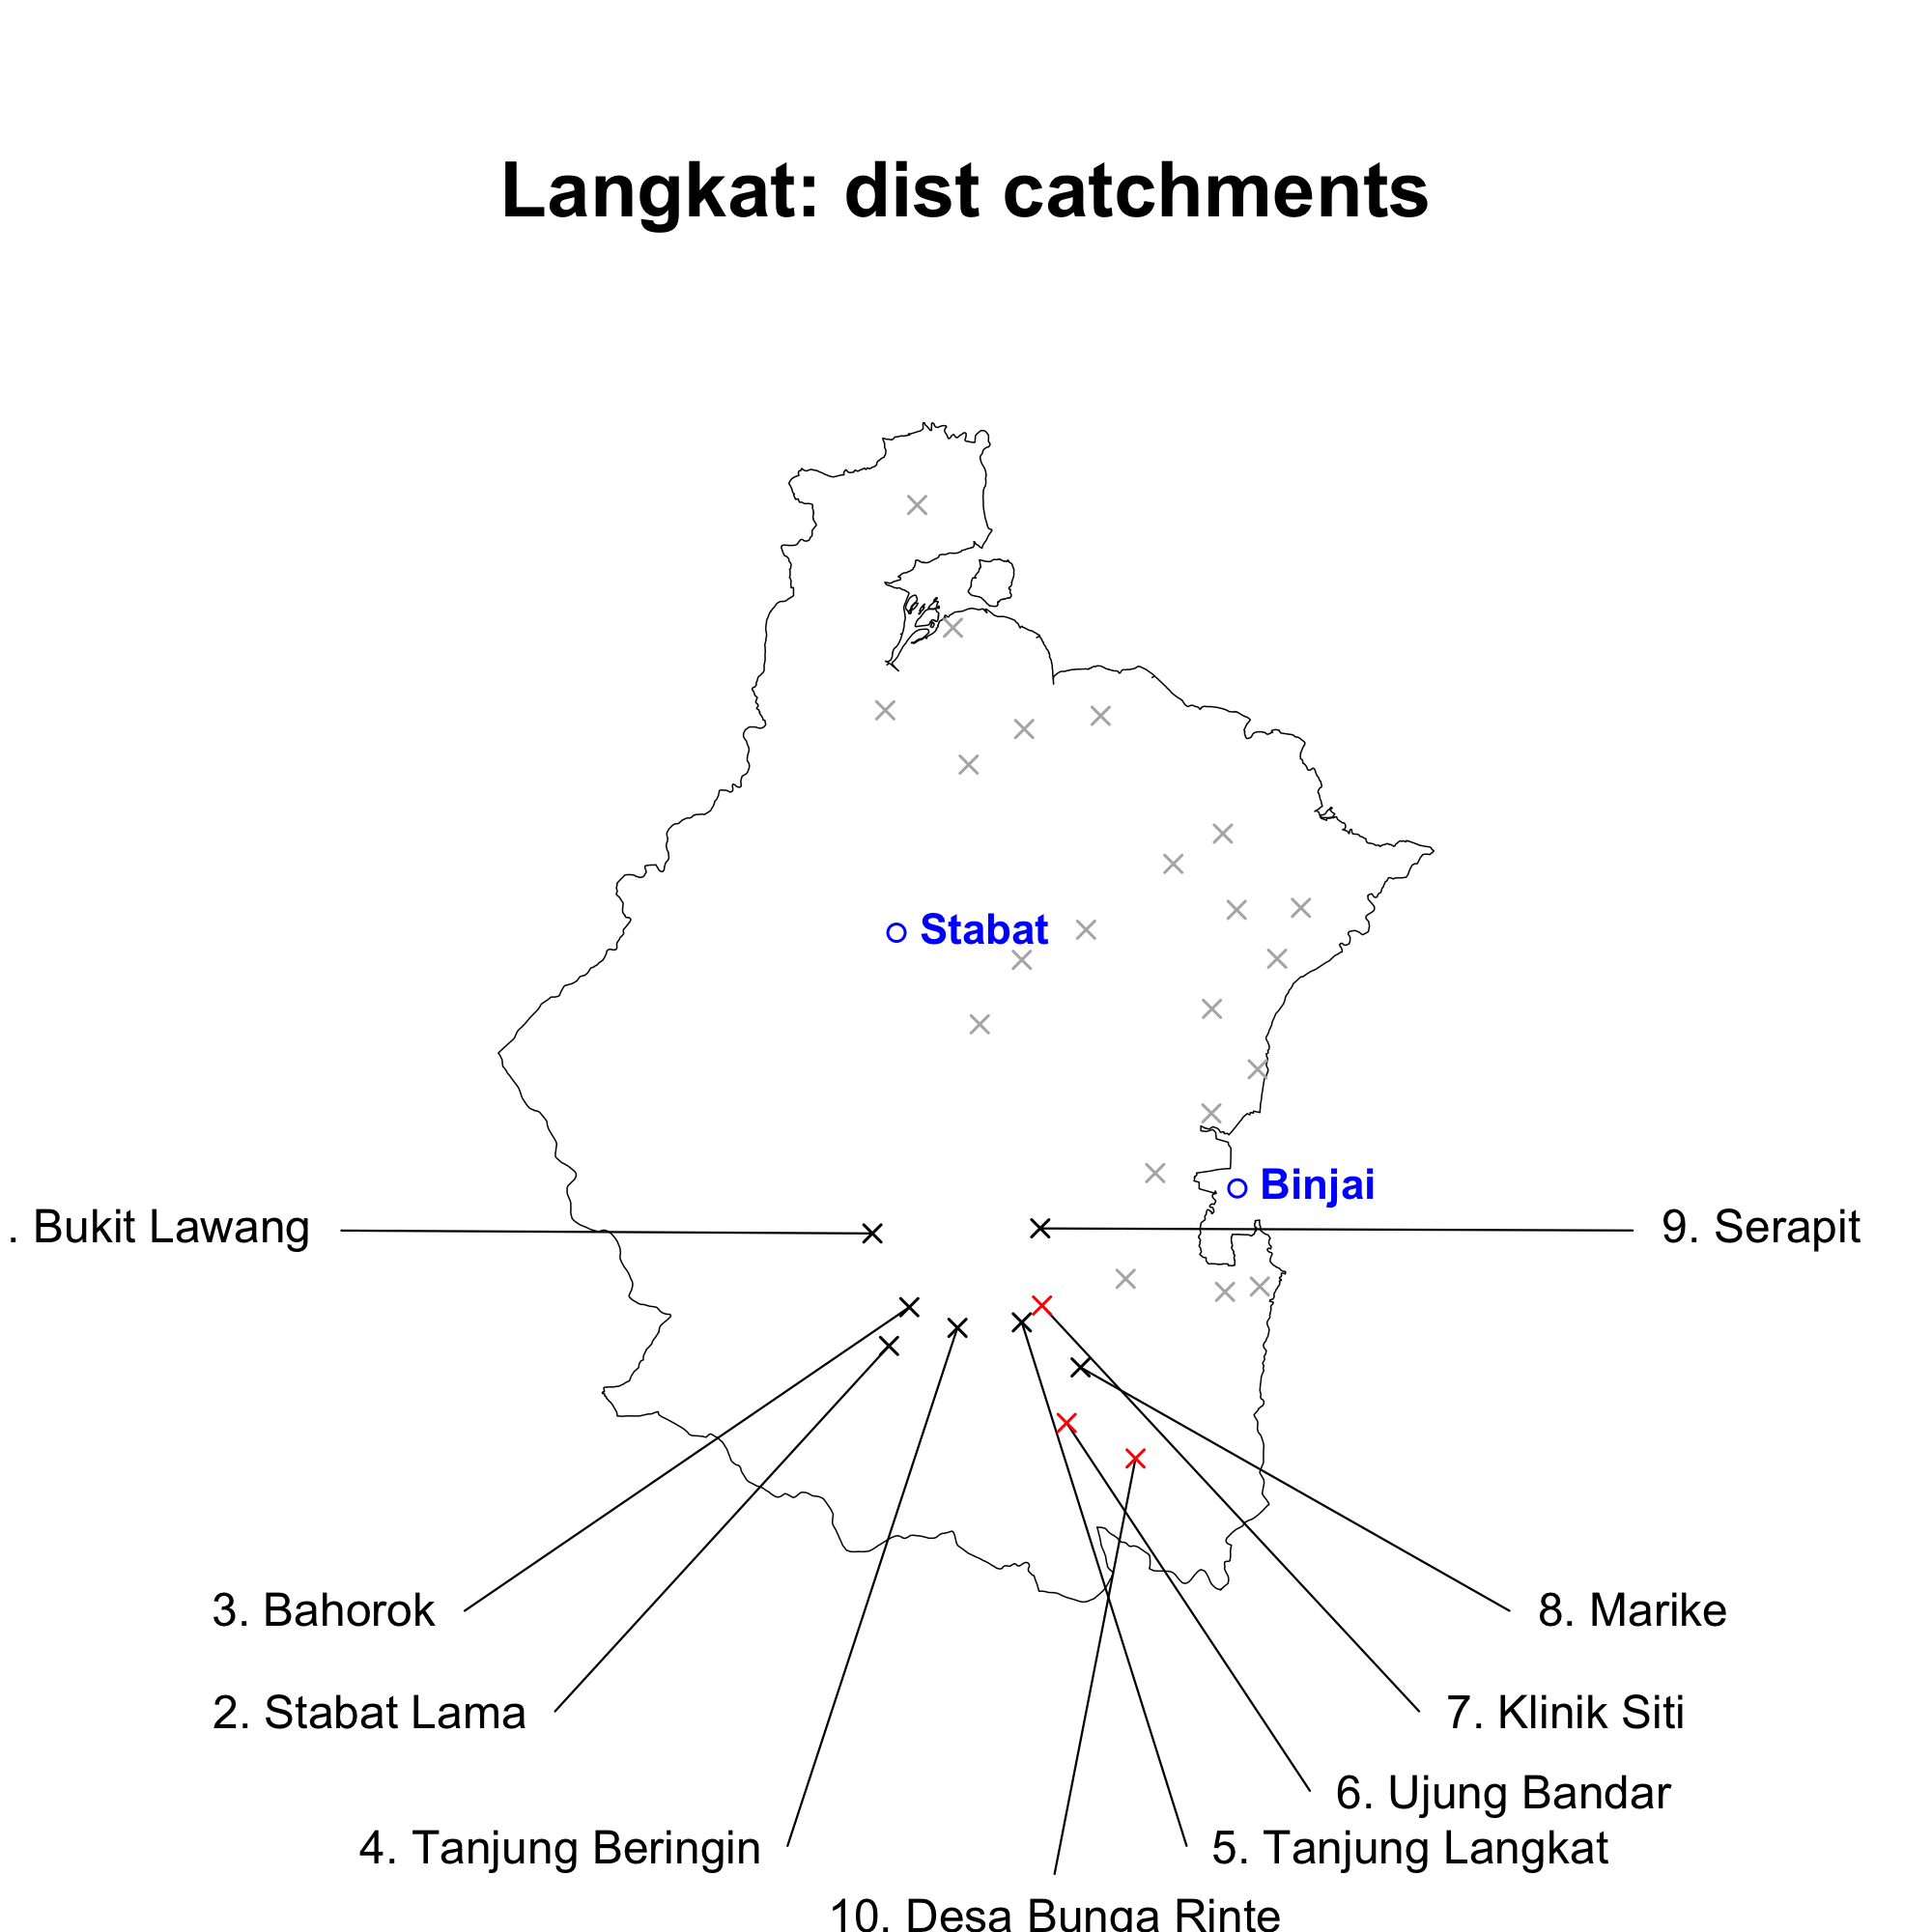 Langkat: dist catchments
Stabat
Binjai
. Bukit Lawang
9. Serapit
3. Bahorok
8. Marike
2. Stabat Lama
7. Klinik Siti
6. Ujung Bandar
4. Tanjung Beringin
5. Tanjung Langkat
10. Desa Bunga Rinte